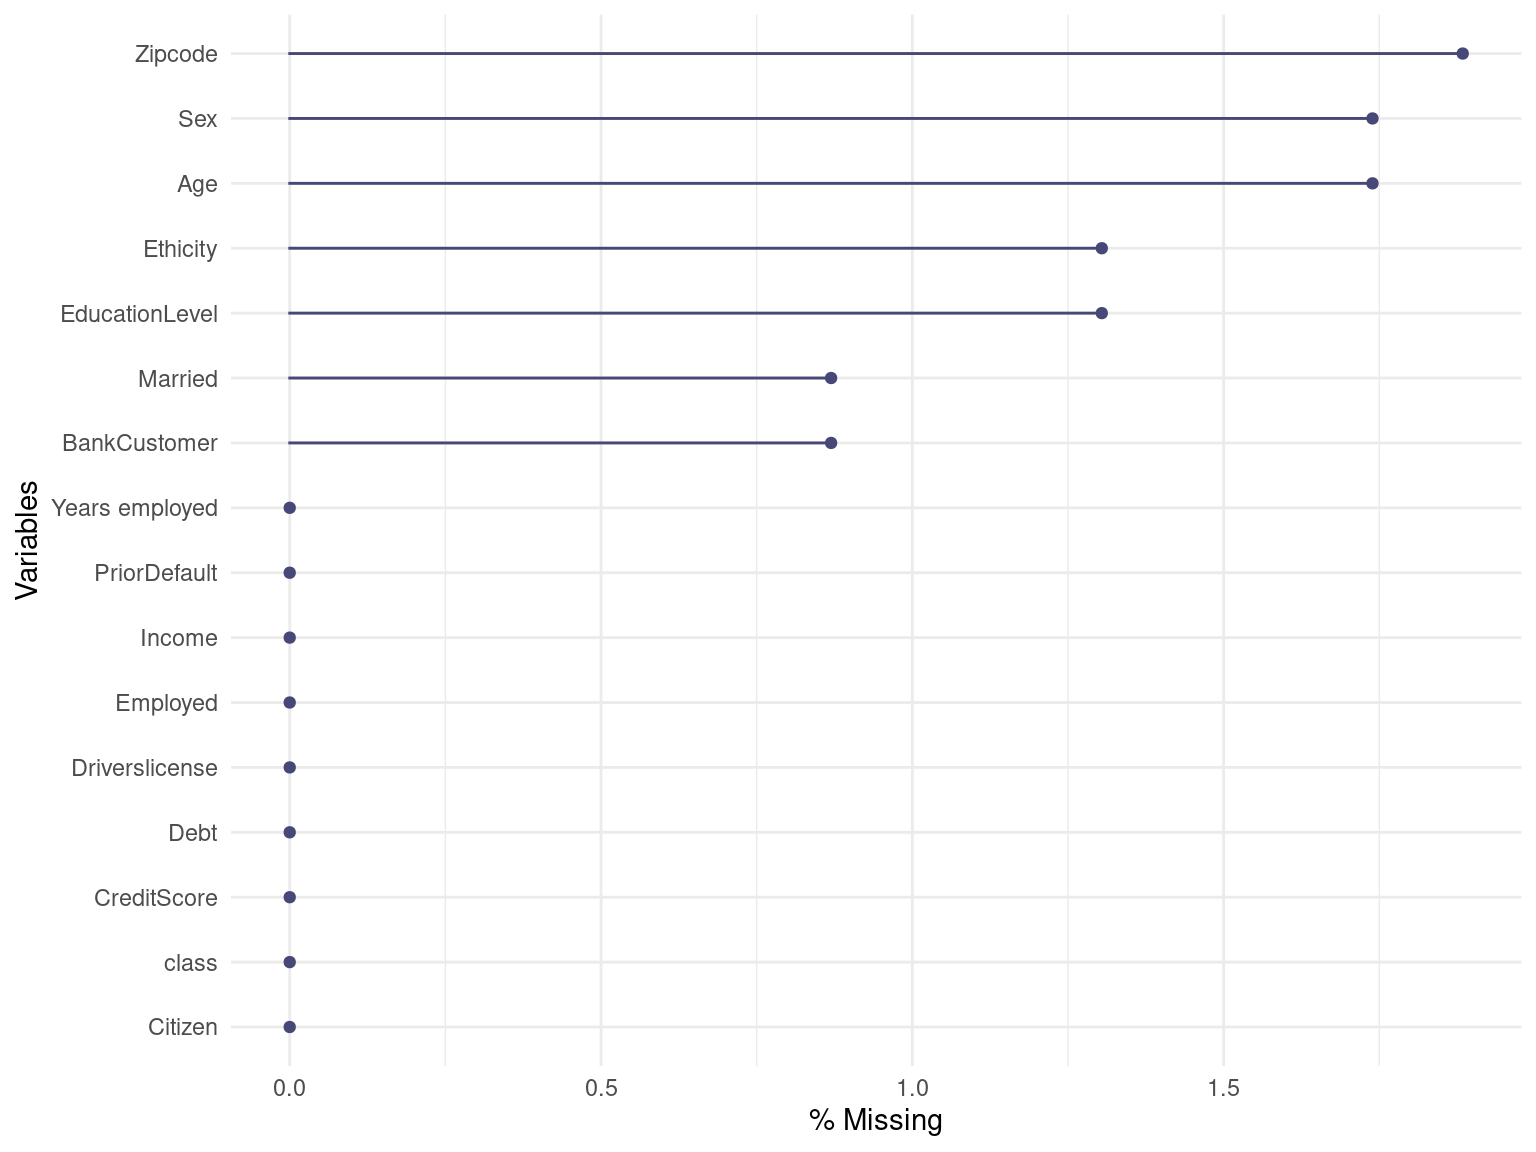 Zipcode
Sex
Age
Ethicity
EducationLevel
Married
BankCustomer
Years employed
PriorDefault
Income
Employed
Driverslicense
Debt
CreditScore
class
Citizen
Variables
0.0 0.5 1.0 1.5
% Missing